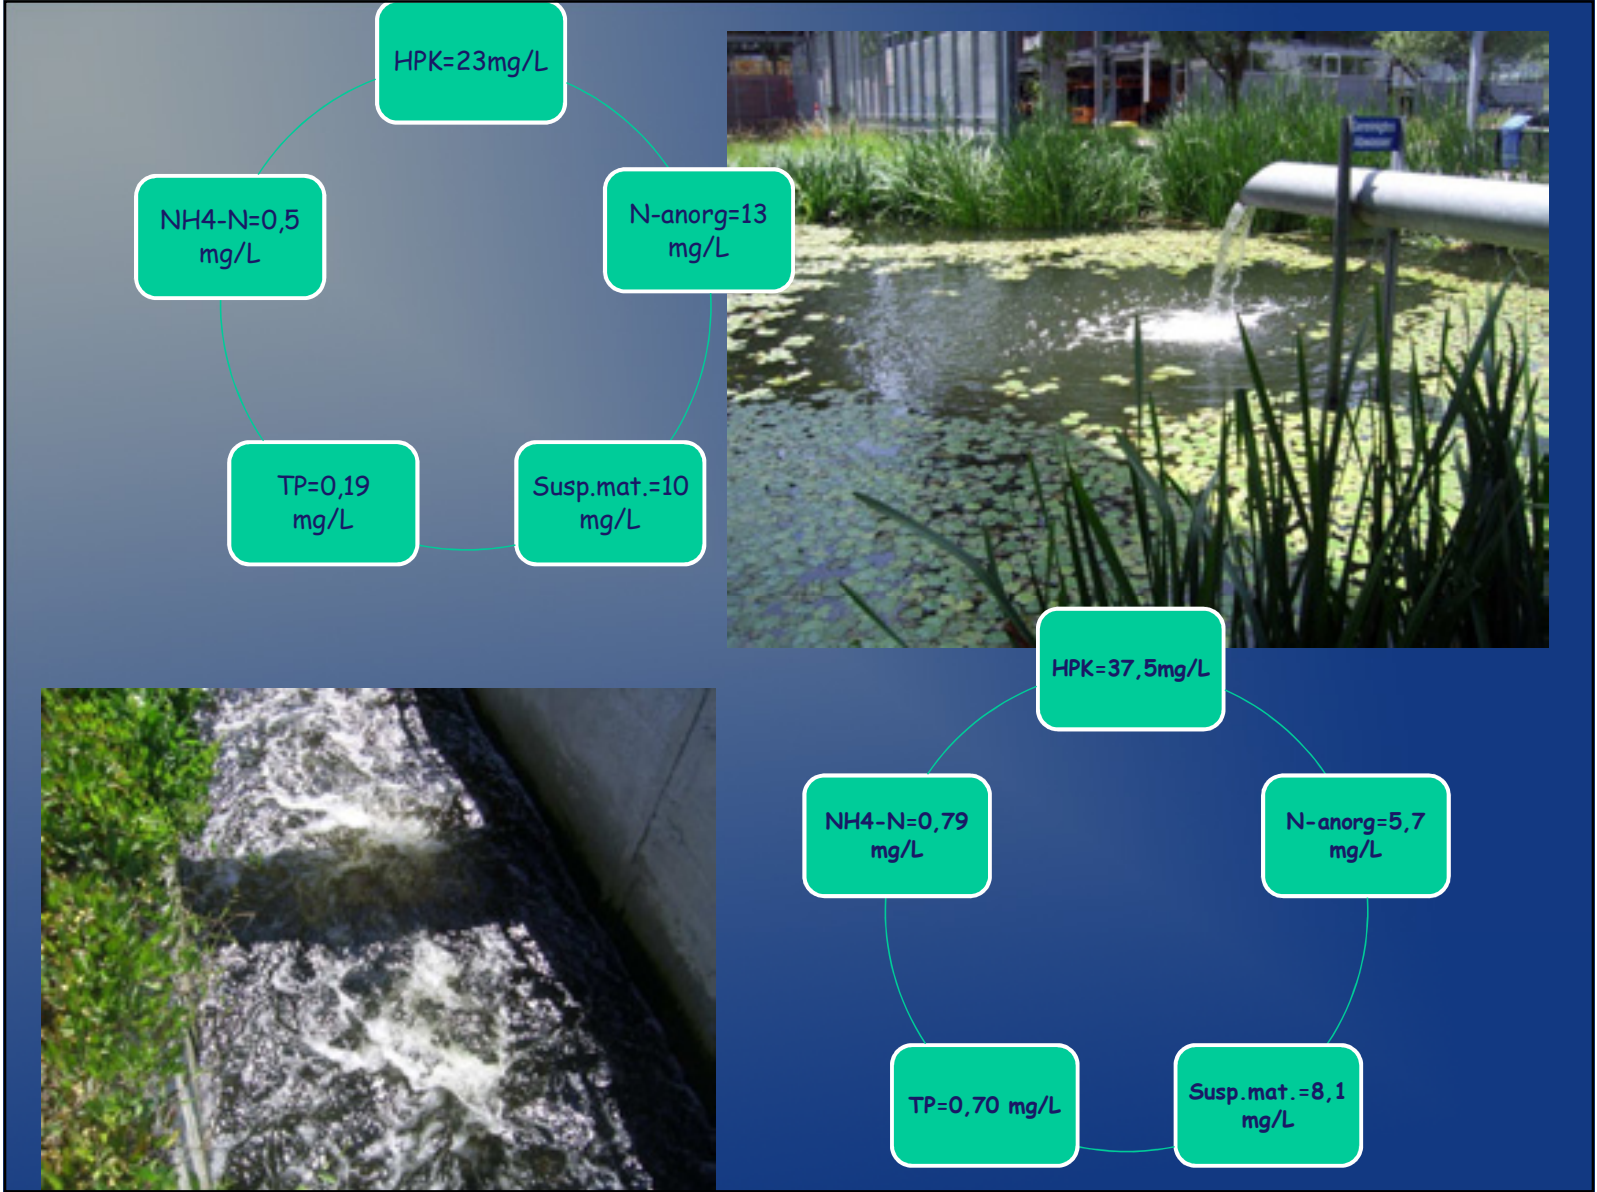 HPK=23mg/L
N-anorg=13
mg/L
Susp.mat.=10
mg/L
TP=0,19
mg/L
NH4-N=0,5
mg/L
HPK=37,5mg/L
N-anorg=5,7
mg/L
Susp.mat.=8,1
mg/L
TP=0,70 mg/L
NH4-N=0,79
mg/L